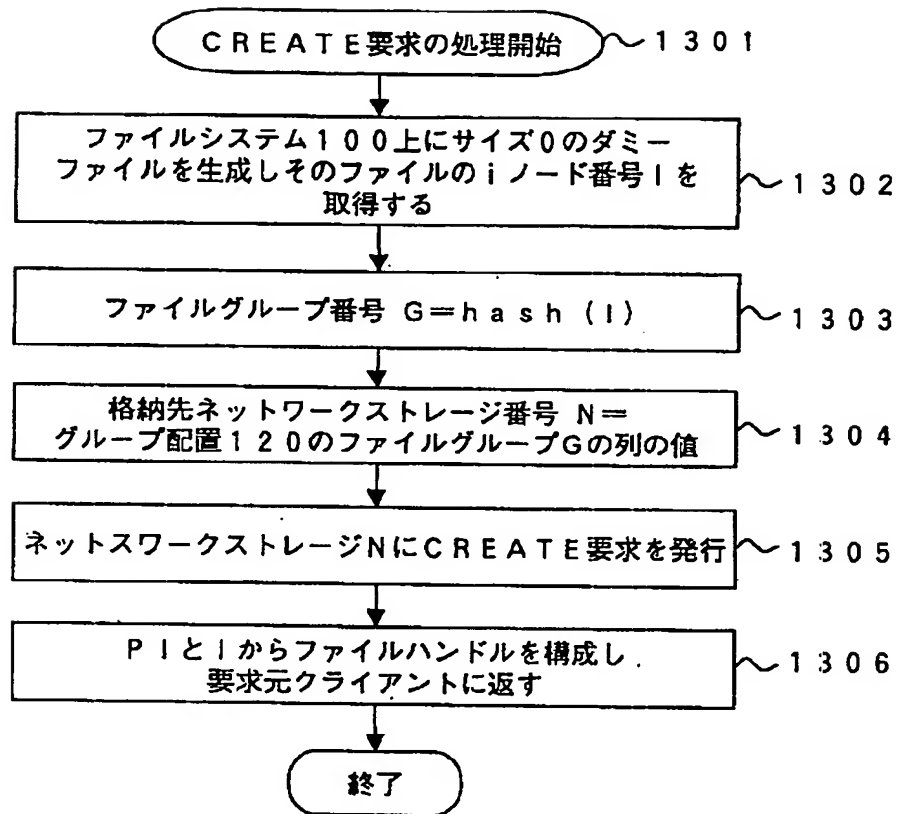 CREATE要求の処理開始 1301
ファイルシステム100上にサイズ0のダミー
ファイルを生成しそのファイルのiノード番号Iを
取得する
1302
ファイルグループ番号 G=hash(I) 1303
格納先ネットワークストレージ番号 N=
グループ配置120のファイルグループGの列の値
1304
ネットスワークストレージNにCREATE要求を発行 1305
PIとIからファイルハンドルを構成し
要求元クライアントに返す
1306
終了